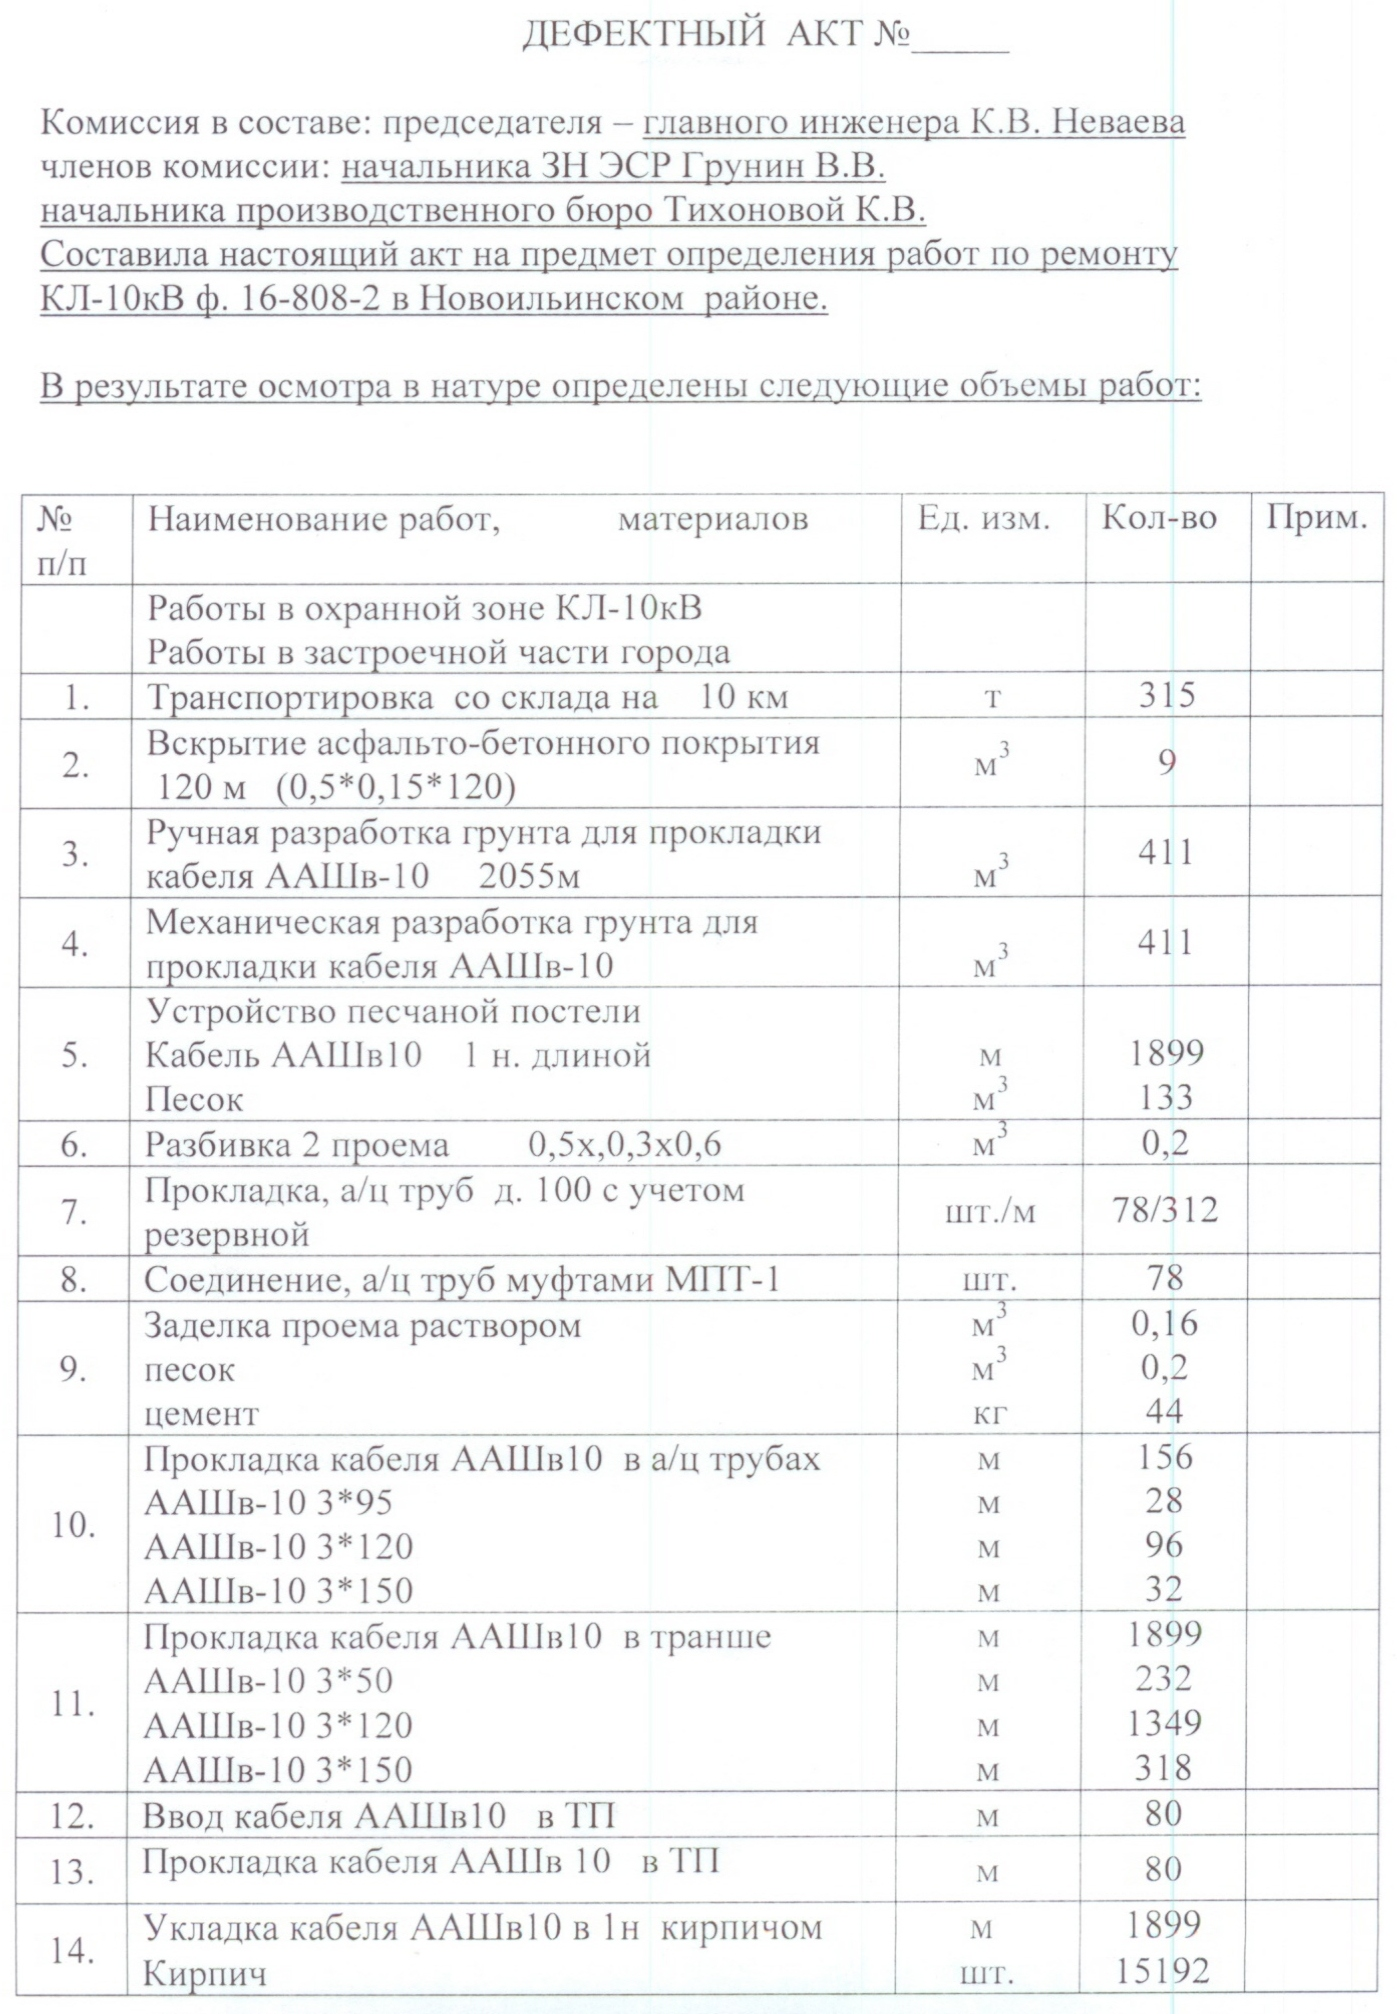 ДЕФЕКТНЫЙ АКТ №_____
Комиссия в составе: председателя – главного инженера К.В. Неваева
членов комиссии: начальника ЗН ЭСР Грунин В.В.
начальника производственного бюро Тихоновой К.В.
Составила настоящий акт на предмет определения работ по ремонту
КЛ-10кВ ф. 16-808-2 в Новоильинском районе.
В результате осмотра в натуре определены следующие объемы работ:
№ п/п Наименование работ, материалов Ед. изм. Кол-во Прим.
Работы в охранной зоне КЛ-10кВ
Работы в застроечной части города
1. Транспортировка со склада на 10 км т 315
2. Вскрытие асфальто-бетонного покрытия м³ 9
120 м (0,5*0,15*120)
3. Ручная разработка грунта для прокладки 411
кабеля ААШв-10 2055м м³
4. Механическая разработка грунта для 411
прокладки кабеля ААШв-10 м³
5. Устройство песчаной постели
Кабель ААШв10 1 н. длиной м 1899
Песок м³ 133
6. Разбивка 2 проема 0,5х,0,3х0,6 м³ 0,2
7. Прокладка, а/ц труб д. 100 с учетом шт./м 78/312
резервной
8. Соединение, а/ц труб муфтами МПТ-1 шт. 78
9. Заделка проема раствором м³ 0,16
песок м³ 0,2
цемент кг 44
10. Прокладка кабеля ААШв10 в а/ц трубах м 156
ААШв-10 3*95 м 28
ААШв-10 3*120 м 96
ААШв-10 3*150 м 32
11. Прокладка кабеля ААШв10 в транше м 1899
ААШв-10 3*50 м 232
ААШв-10 3*120 м 1349
ААШв-10 3*150 м 318
12. Ввод кабеля ААШв10 в ТП м 80
13. Прокладка кабеля ААШв 10 в ТП м 80
14. Укладка кабеля ААШв10 в 1н кирпичом м 1899
Кирпич шт. 15192